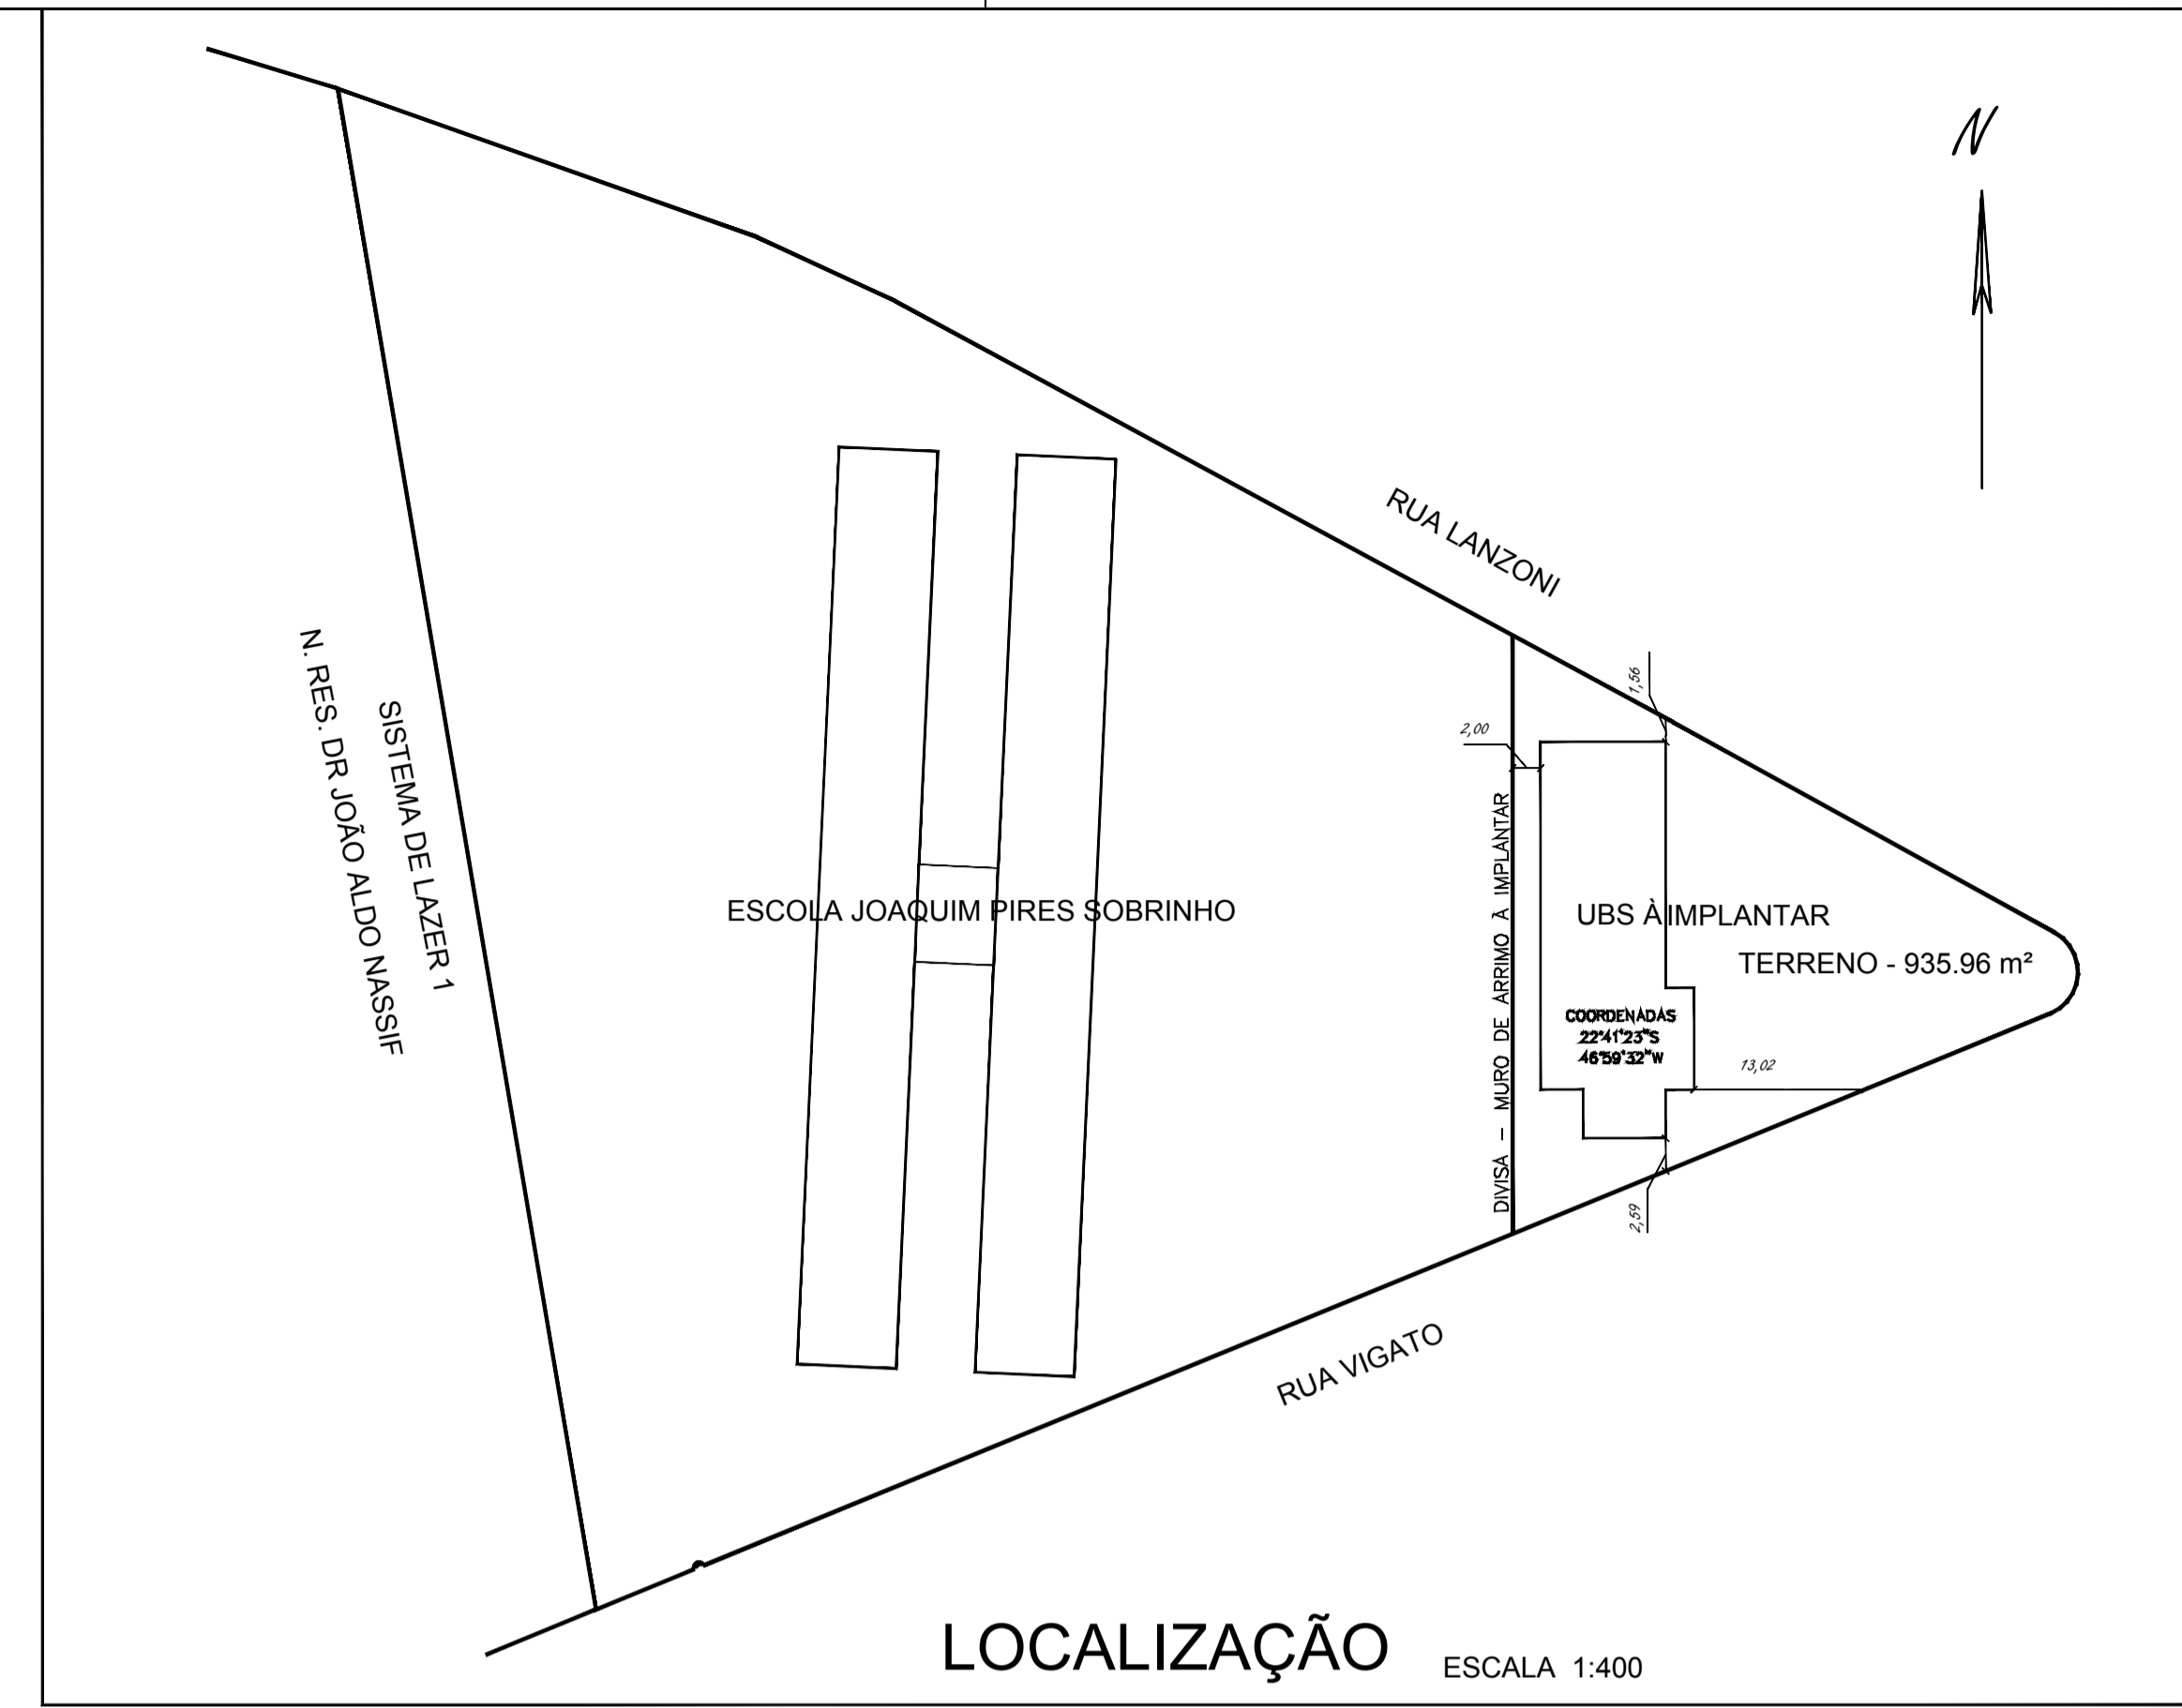 N
RUA LANZONI
1,56
2,00
N. RES. DR JOÃO ALDO NASSIF
SISTEMA DE LAZER 1
ESCOLA JOAQUIM PIRES SOBRINHO
DIVISA - MURO DE ARRIMO À IMPLANTAR
UBS À IMPLANTAR
TERRENO - 935.96 m²
COORDENADAS
22°41'23"S
46°59'32"W
13,02
2,59
RUA VIGATO
LOCALIZAÇÃO
ESCALA 1:400